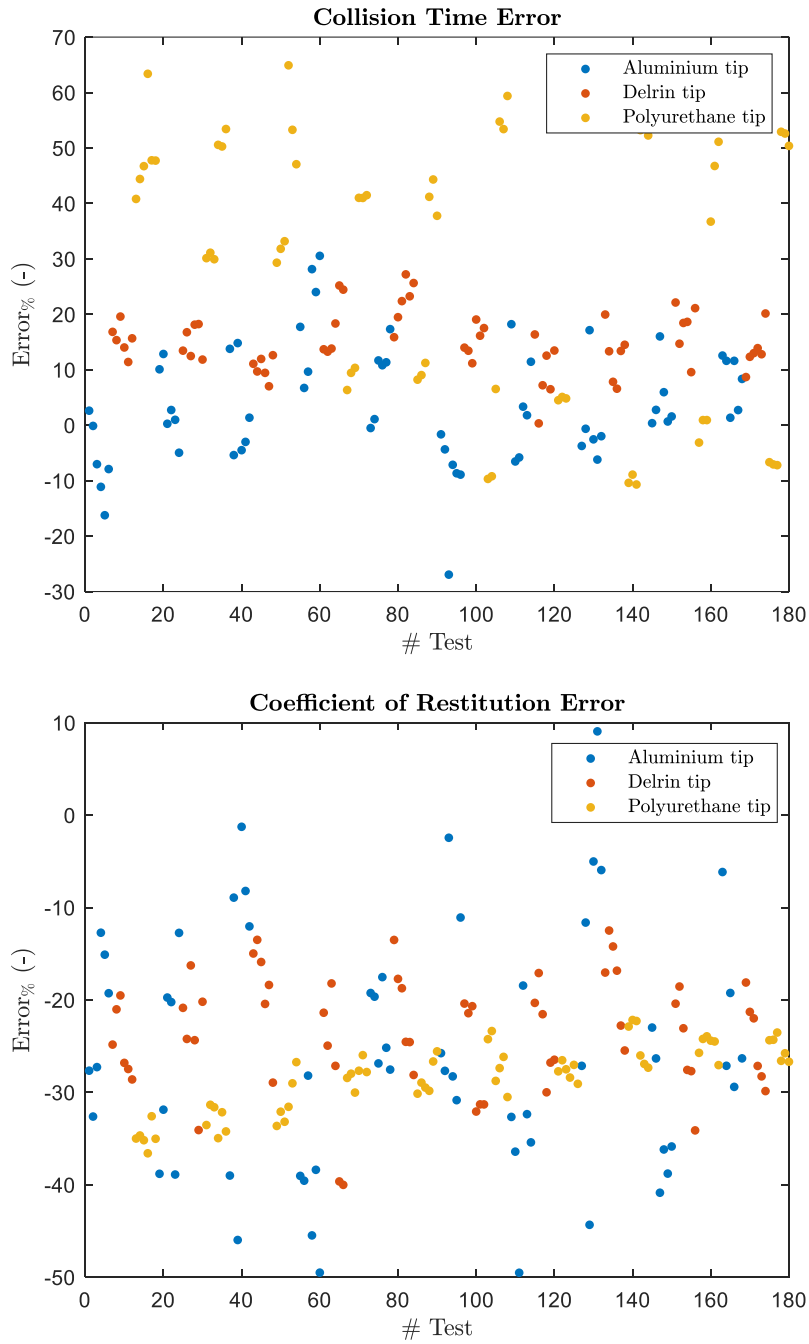 Collision Time Error
70
60
50
40
30
20
10
0
-10
-20
-30
Error% (-)
Aluminium tip
Delrin tip
Polyurethane tip
0 20 40 60 80 100 120 140 160 180
# Test
Coefficient of Restitution Error
10
0
-10
-20
-30
-40
-50
Error% (-)
Aluminium tip
Delrin tip
Polyurethane tip
0 20 40 60 80 100 120 140 160 180
# Test